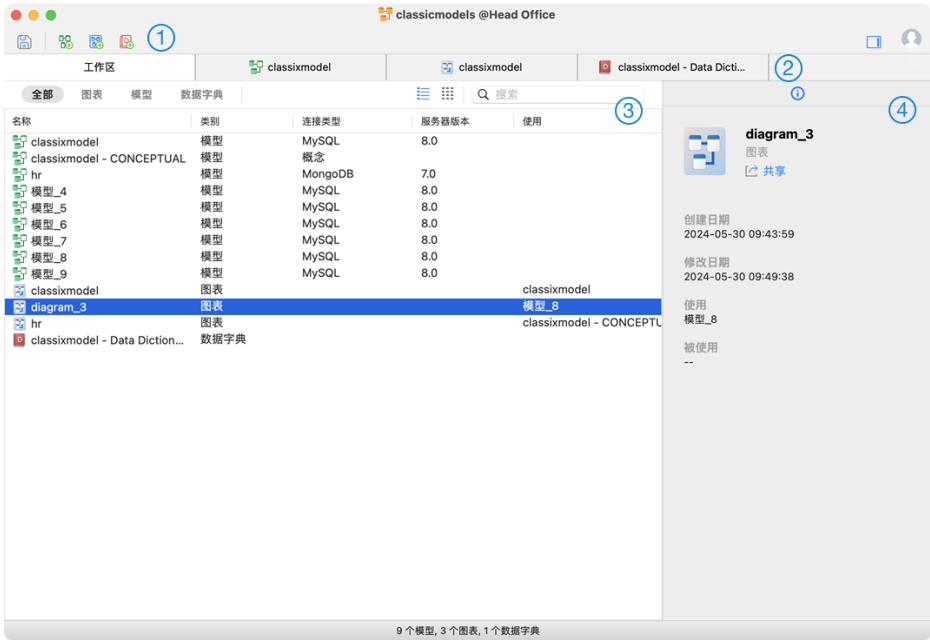 classicmodels @Head Office
①
工作区 classixmodel classixmodel classixmodel - Data Dicti... ②
全部 图表 模型 数据字典 搜索
③ ④
名称 类别 连接类型 服务器版本 使用
classixmodel 模型 MySQL 8.0
classixmodel - CONCEPTUAL 模型 概念
hr 模型 MongoDB 7.0
模型_4 模型 MySQL 8.0
模型_5 模型 MySQL 8.0
模型_6 模型 MySQL 8.0
模型_7 模型 MySQL 8.0
模型_8 模型 MySQL 8.0
模型_9 模型 MySQL 8.0
classixmodel 图表 classixmodel
diagram_3 图表 模型_8
hr 图表 classixmodel - CONCEPTU
classixmodel - Data Diction... 数据字典
diagram_3
图表
共享
创建日期
2024-05-30 09:43:59
修改日期
2024-05-30 09:49:38
使用
模型_8
被使用
--
9 个模型, 3 个图表, 1 个数据字典